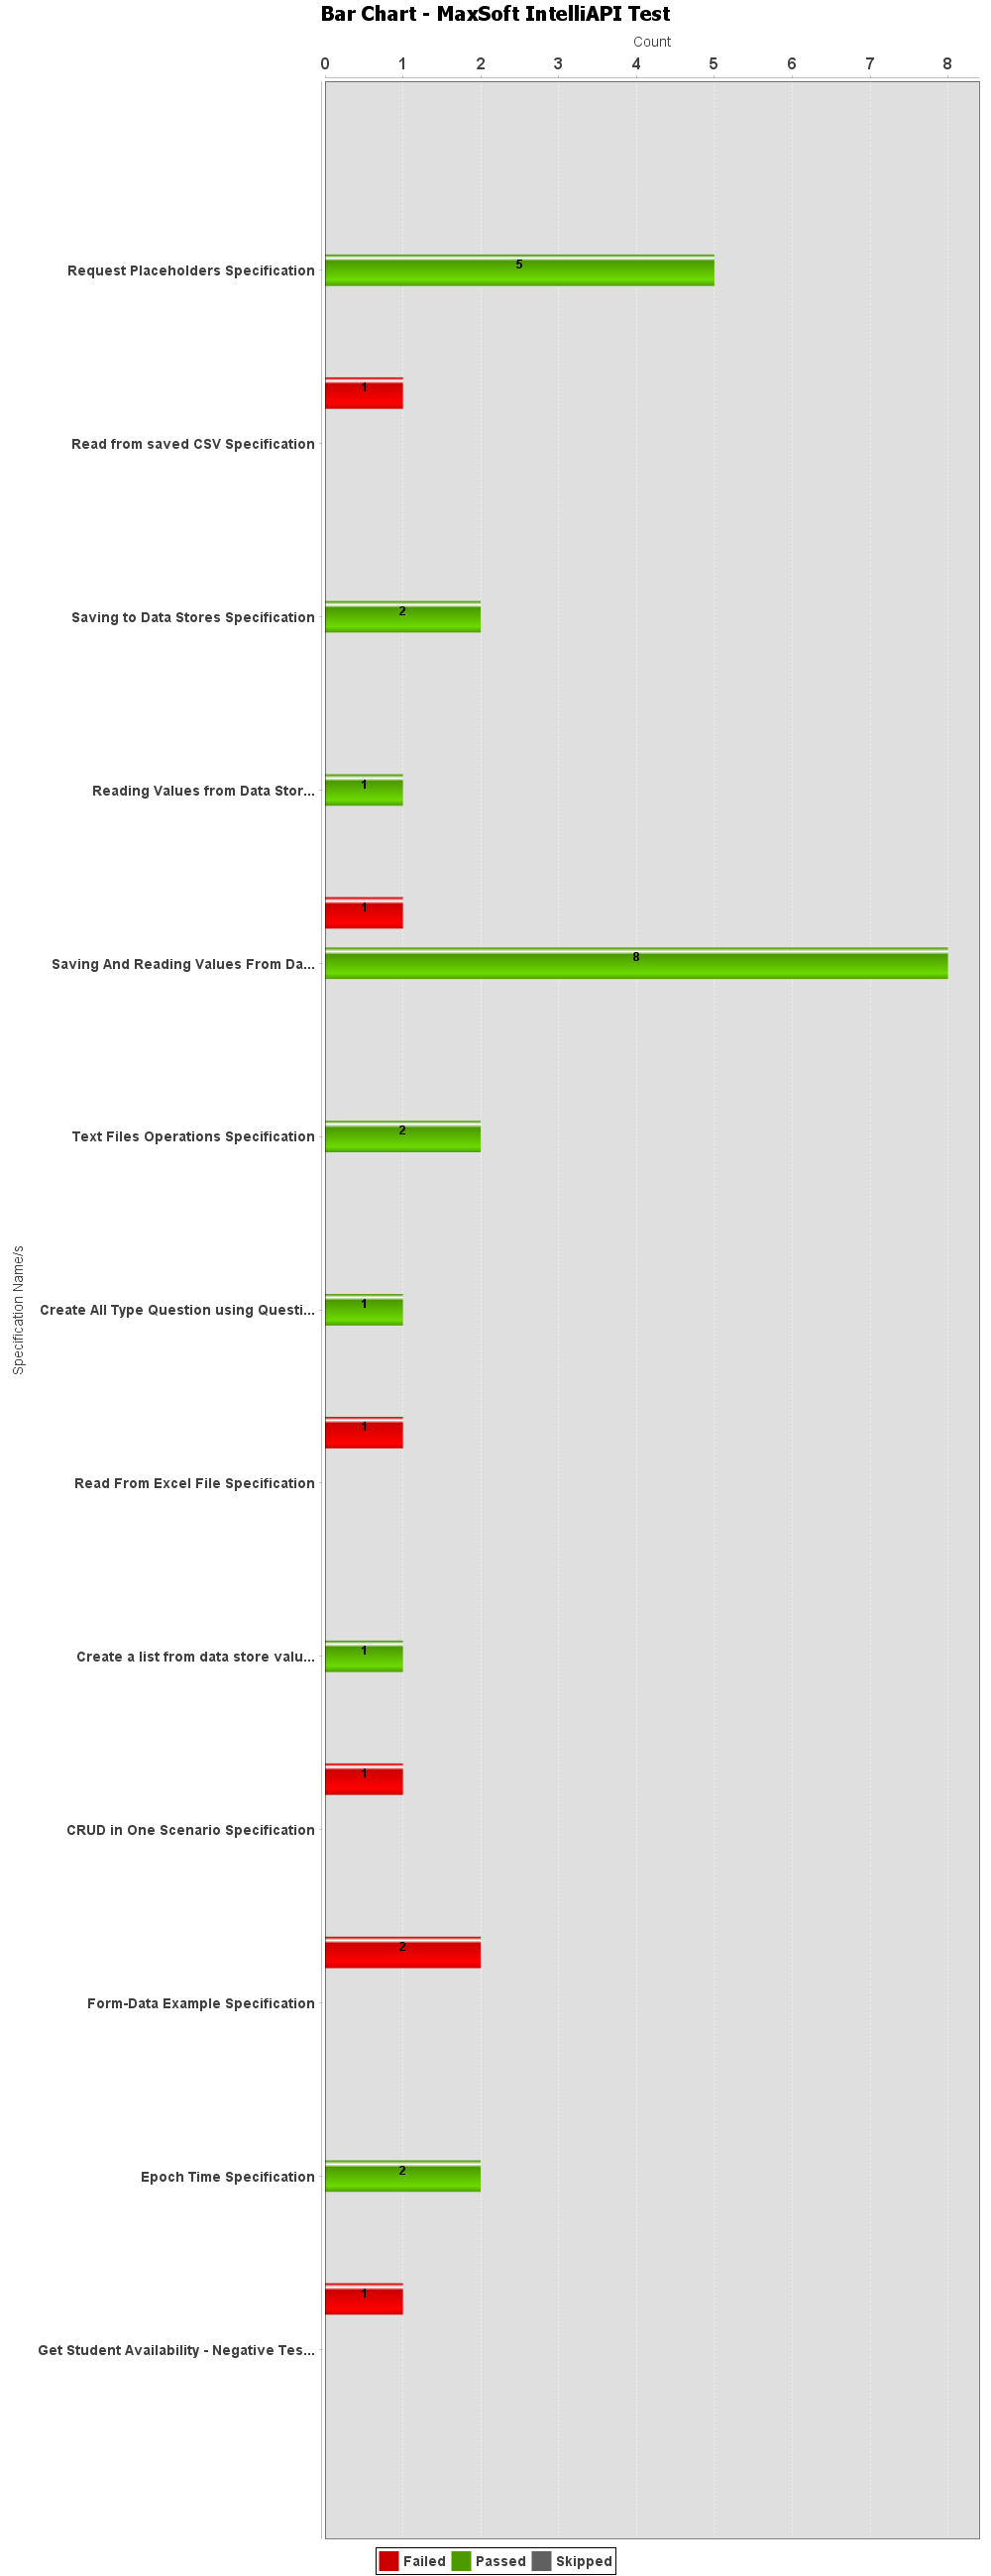 Bar Chart - MaxSoft IntelliAPI Test
Count
0 1 2 3 4 5 6 7 8
5
Request Placeholders Specification
1
Read from saved CSV Specification
2
Saving to Data Stores Specification
1
Reading Values from Data Stor...
1
8
Saving And Reading Values From Da...
2
Text Files Operations Specification
1
Create All Type Question using Questi...
Specification Name/s
1
Read From Excel File Specification
1
Create a list from data store valu...
1
CRUD in One Scenario Specification
2
Form-Data Example Specification
2
Epoch Time Specification
1
Get Student Availability - Negative Tes...
Failed Passed Skipped